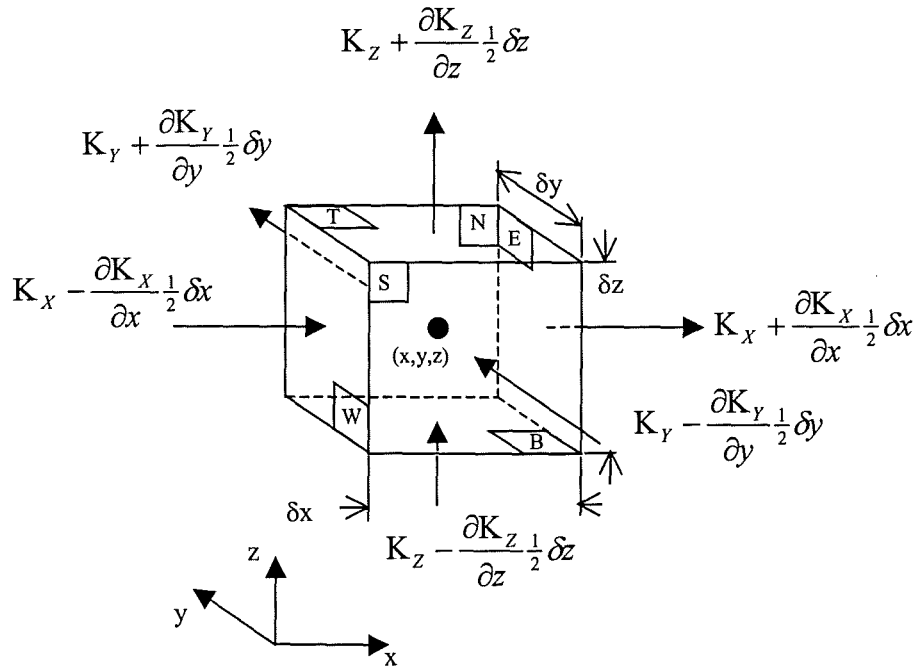 K_Z + ∂K_Z/∂z ½ δz
K_Y + ∂K_Y/∂y ½ δy
δy
T
N
E
K_X − ∂K_X/∂x ½ δx
S
δz
(x,y,z)
K_X + ∂K_X/∂x ½ δx
W
B
K_Y − ∂K_Y/∂y ½ δy
δx
K_Z − ∂K_Z/∂z ½ δz
z
y
x